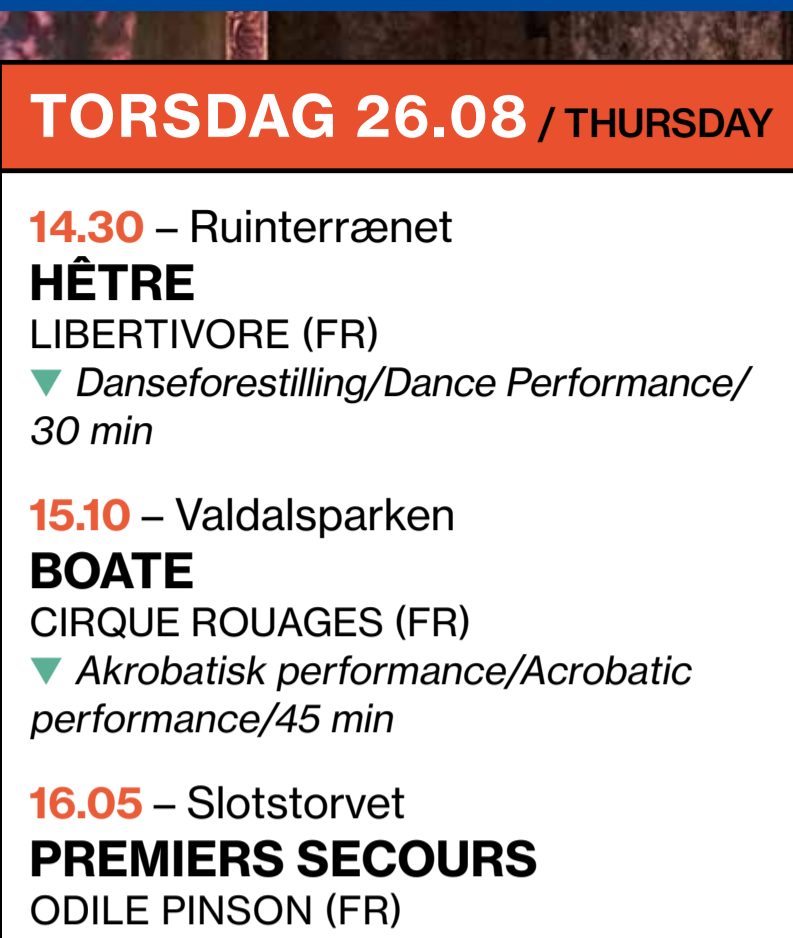 TORSDAG 26.08 / THURSDAY
14.30 – Ruinterrænet
HÊTRE
LIBERTIVORE (FR)
▼ Danseforestilling/Dance Performance/
30 min
15.10 – Valdalsparken
BOATE
CIRQUE ROUAGES (FR)
▼ Akrobatisk performance/Acrobatic
performance/45 min
16.05 – Slotstorvet
PREMIERS SECOURS
ODILE PINSON (FR)